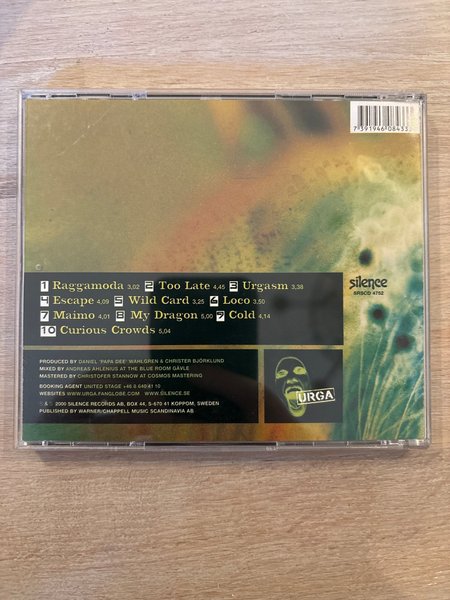 7 391946 08433
1 Raggamoda 3,02 2 Too Late 4,45 3 Urgasm 3,38
4 Escape 4,09 5 Wild Card 3,25 6 Loco 3,50
7 Maimo 4,01 8 My Dragon 5,00 9 Cold 4,14
10 Curious Crowds 5,04
silence
SRSCD 4752
PRODUCED BY DANIEL 'PAPA DEE' WAHLGREN & CHRISTER BJÖRKLUND
MIXED BY ANDREAS AHLENIUS AT THE BLUE ROOM GÄVLE
MASTERED BY CHRISTOFER STANNOW AT COSMOS MASTERING
BOOKING AGENT UNITED STAGE +46 8 640 41 10
WEBSITES WWW.URGA.FANGLOBE.COM WWW.SILENCE.SE
& 2000 SILENCE RECORDS AB, BOX 44, S-670 41 KOPPOM, SWEDEN
PUBLISHED BY WARNER/CHAPPELL MUSIC SCANDINAVIA AB
URGA